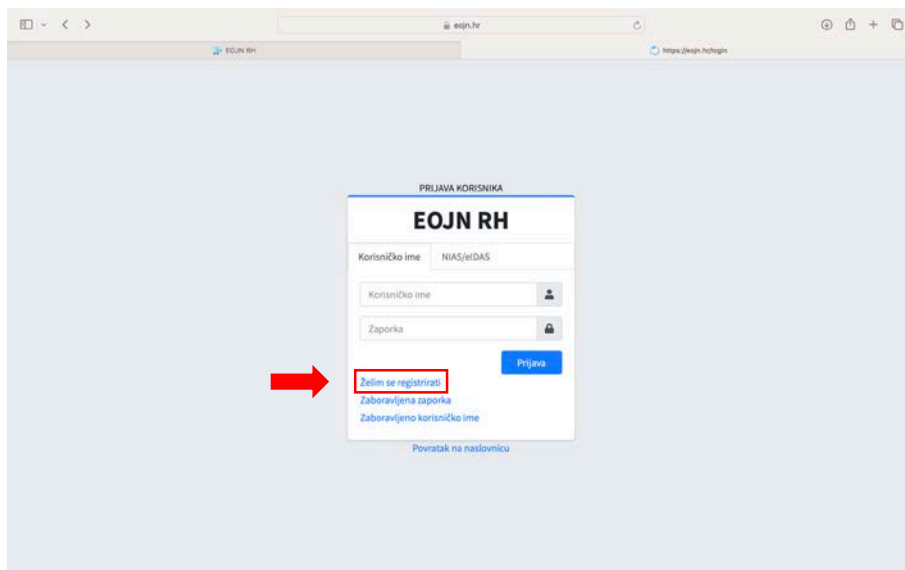 eojn.hr
EOJN RH
https://eojn.hr/login
PRIJAVA KORISNIKA
EOJN RH
Korisničko ime NIAS/eIDAS
Korisničko ime
Zaporka
Prijava
Želim se registrirati
Zaboravljena zaporka
Zaboravljeno korisničko ime
Povratak na naslovnicu